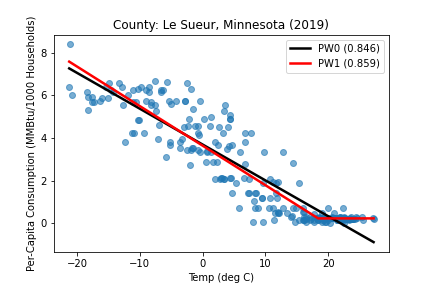 County: Le Sueur, Minnesota (2019)
PW0 (0.846)
PW1 (0.859)
Per-Capita Consumption (MMBtu/1000 Households)
8
6
4
2
0
−20
−10
0
10
20
Temp (deg C)